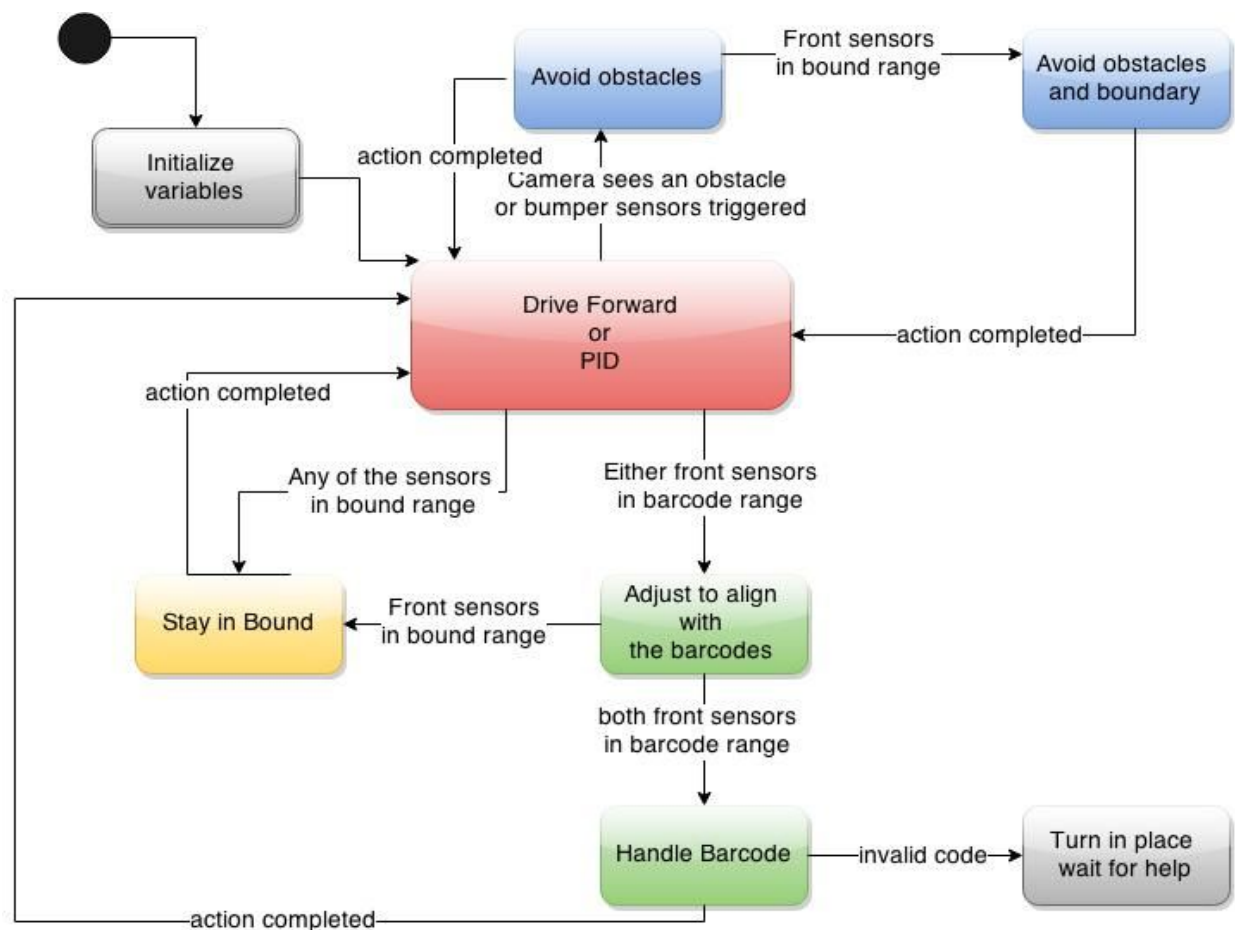 Front sensors
in bound range
Avoid obstacles
Avoid obstacles
and boundary
action completed
Initialize
variables
Camera sees an obstacle
or bumper sensors triggered
Drive Forward
or
PID
action completed
action completed
Any of the sensors
in bound range
Either front sensors
in barcode range
Stay in Bound
Front sensors
in bound range
Adjust to align
with
the barcodes
both front sensors
in barcode range
Handle Barcode
invalid code
Turn in place
wait for help
action completed